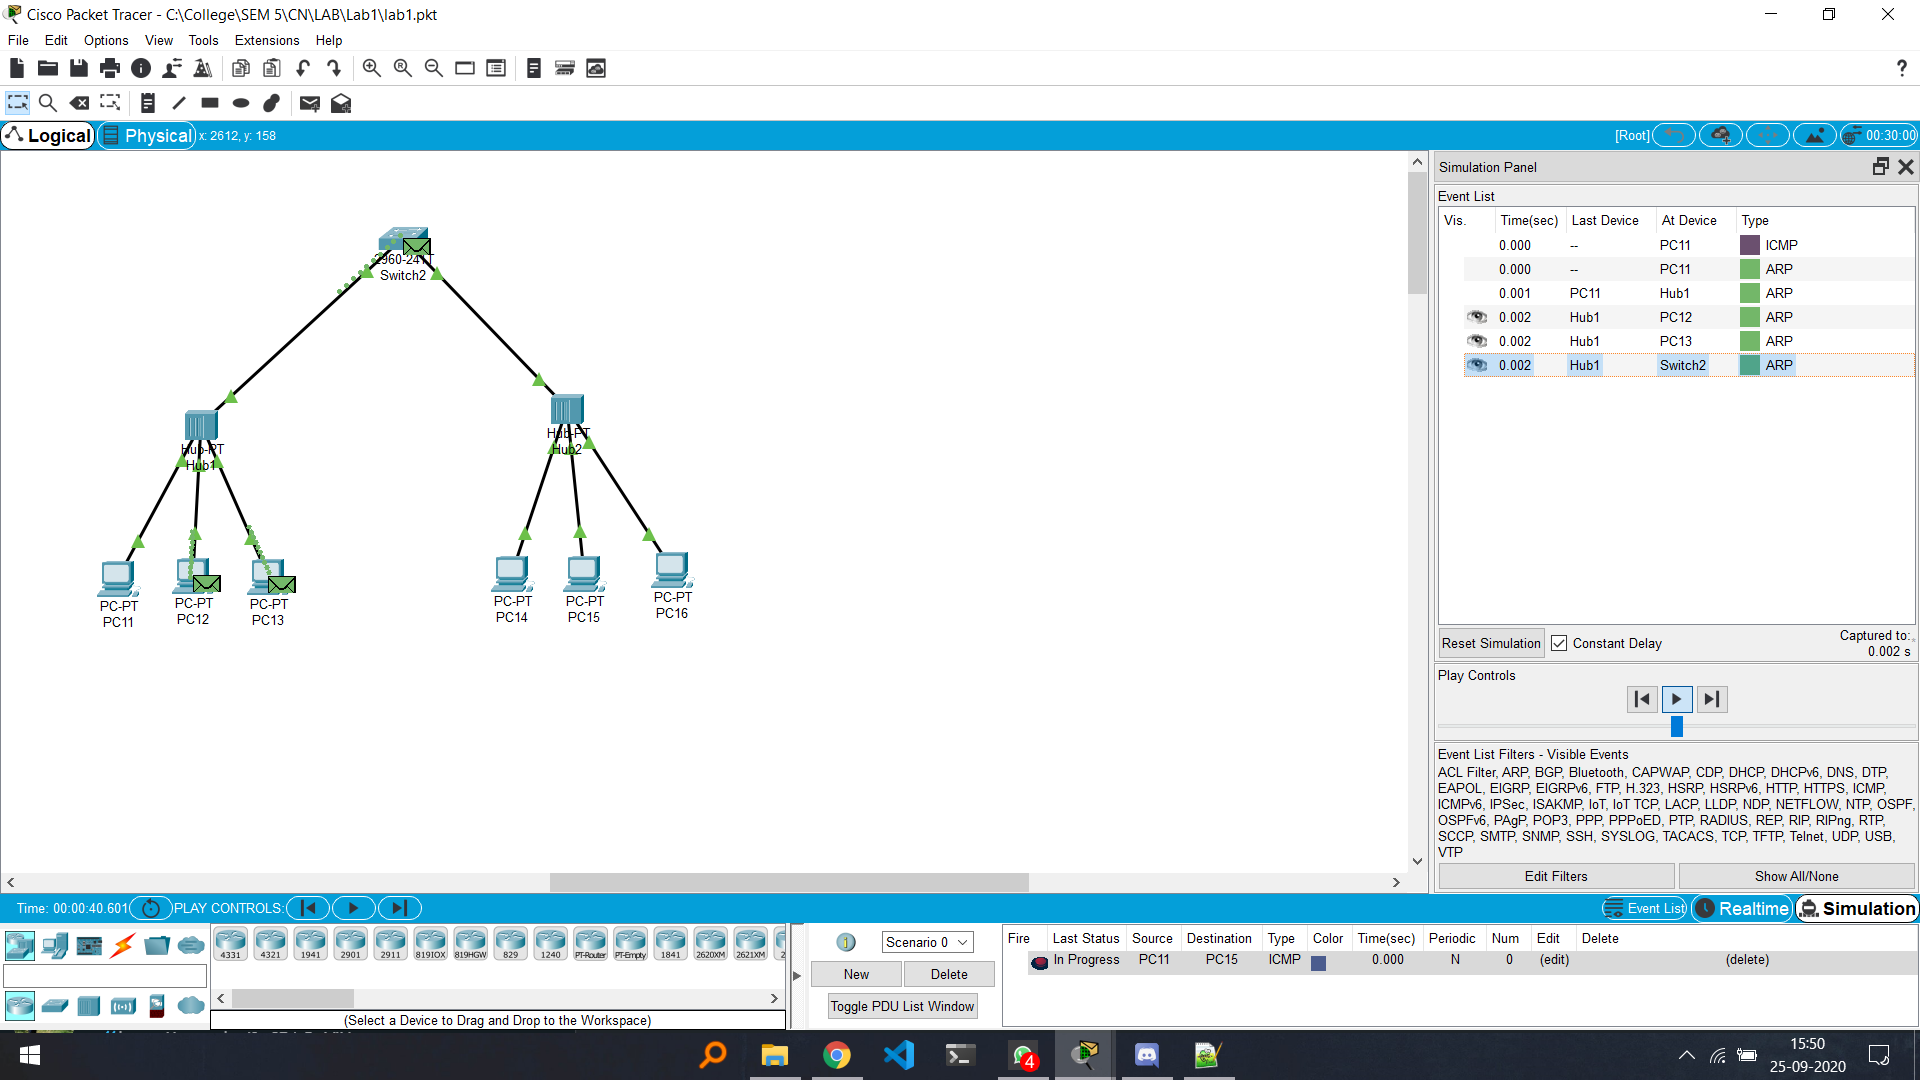 Cisco Packet Tracer - C:\College\SEM 5\CN\LAB\Lab1\lab1.pkt
File Edit Options View Tools Extensions Help
Logical Physical x: 2612, y: 158 [Root] 00:30:00
Simulation Panel
Event List
Vis. Time(sec) Last Device At Device Type
0.000 -- PC11 ICMP
0.000 -- PC11 ARP
0.001 PC11 Hub1 ARP
0.002 Hub1 PC12 ARP
0.002 Hub1 PC13 ARP
0.002 Hub1 Switch2 ARP
2960-24TT
Switch2
Hub-PT
Hub1
Hub-PT
Hub2
PC-PT
PC11
PC-PT
PC12
PC-PT
PC13
PC-PT
PC14
PC-PT
PC15
PC-PT
PC16
Reset Simulation Constant Delay Captured to:
0.002 s
Play Controls
Event List Filters - Visible Events
ACL Filter, ARP, BGP, Bluetooth, CAPWAP, CDP, DHCP, DHCPv6, DNS, DTP,
EAPOL, EIGRP, EIGRPv6, FTP, H.323, HSRP, HSRPv6, HTTP, HTTPS, ICMP,
ICMPv6, IPSec, ISAKMP, IoT, IoT TCP, LACP, LLDP, NDP, NETFLOW, NTP, OSPF,
OSPFv6, PAgP, POP3, PPP, PPPoED, PTP, RADIUS, REP, RIP, RIPng, RTP,
SCCP, SMTP, SNMP, SSH, SYSLOG, TACACS, TCP, TFTP, Telnet, UDP, USB,
VTP
Edit Filters Show All/None
Time: 00:00:40.601 PLAY CONTROLS: Event List Realtime Simulation
4331 4321 1941 2901 2911 819IOX 819HGW 829 1240 PT-Router PT-Empty 1841 2620XM 2621XM
(Select a Device to Drag and Drop to the Workspace)
Scenario 0
New Delete
Toggle PDU List Window
Fire Last Status Source Destination Type Color Time(sec) Periodic Num Edit Delete
In Progress PC11 PC15 ICMP 0.000 N 0 (edit) (delete)
4
15:50
25-09-2020